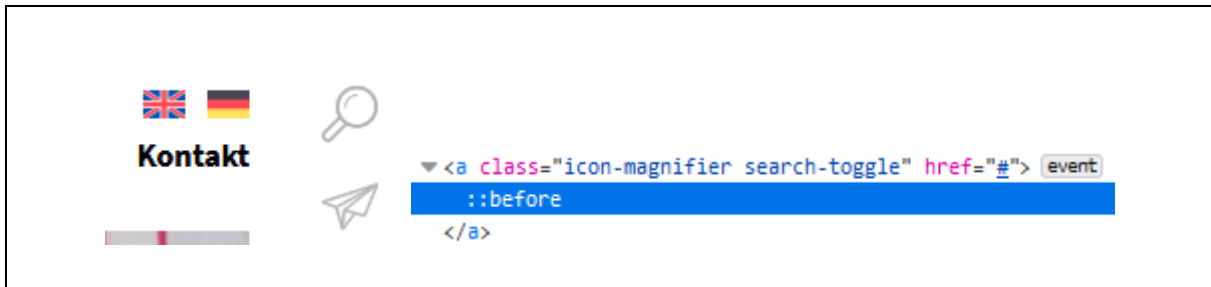 Kontakt
<a class="icon-magnifier search-toggle" href="#"> event
::before
</a>